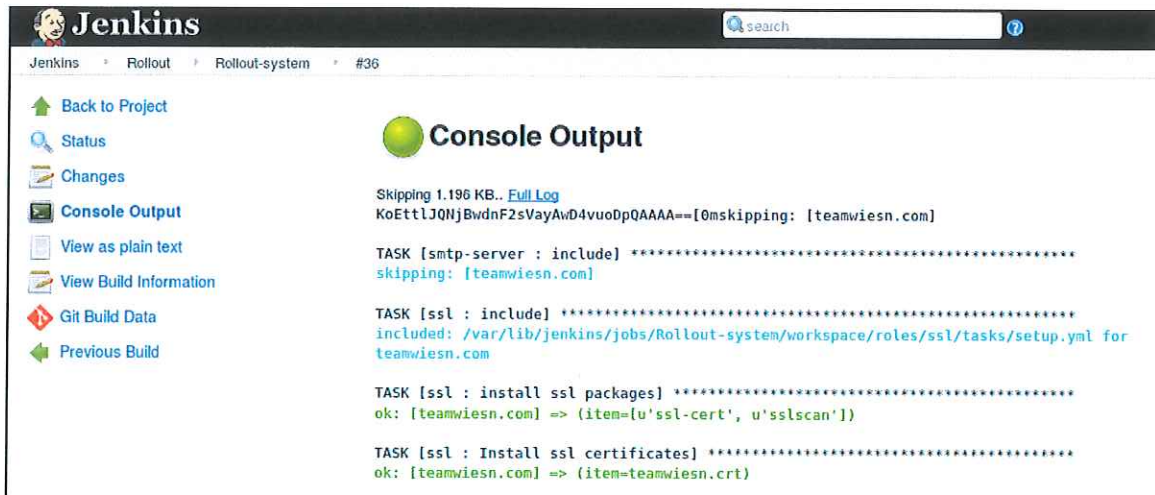 Jenkins
search
Jenkins Rollout Rollout-system #36
Back to Project
Status
Changes
Console Output
View as plain text
View Build Information
Git Build Data
Previous Build
Console Output
Skipping 1.196 KB.. Full Log
KoEttlJQNjBwdnF2sVayAwD4vuoDpQAAAA==[0mskipping: [teamwiesn.com]
TASK [smtp-server : include] ***************************************************
skipping: [teamwiesn.com]
TASK [ssl : include] ***********************************************************
included: /var/lib/jenkins/jobs/Rollout-system/workspace/roles/ssl/tasks/setup.yml for
teamwiesn.com
TASK [ssl : install ssl packages] **********************************************
ok: [teamwiesn.com] => (item=[u'ssl-cert', u'sslscan'])
TASK [ssl : Install ssl certificates] ******************************************
ok: [teamwiesn.com] => (item=teamwiesn.crt)